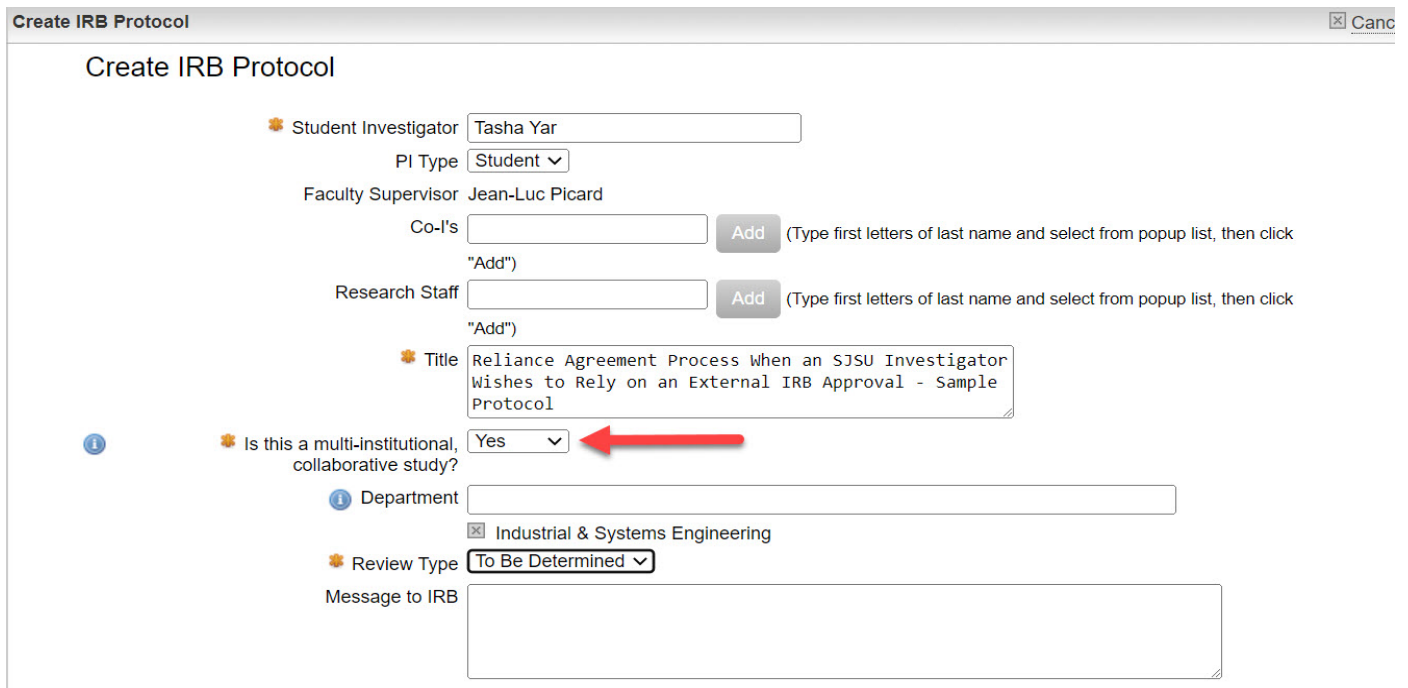 Create IRB Protocol
Canc
Create IRB Protocol
Student Investigator Tasha Yar
PI Type Student
Faculty Supervisor Jean-Luc Picard
Co-I's Add (Type first letters of last name and select from popup list, then click
"Add")
Research Staff Add (Type first letters of last name and select from popup list, then click
"Add")
Title Reliance Agreement Process When an SJSU Investigator
Wishes to Rely on an External IRB Approval - Sample
Protocol
Is this a multi-institutional, Yes
collaborative study?
Department
Industrial & Systems Engineering
Review Type To Be Determined
Message to IRB